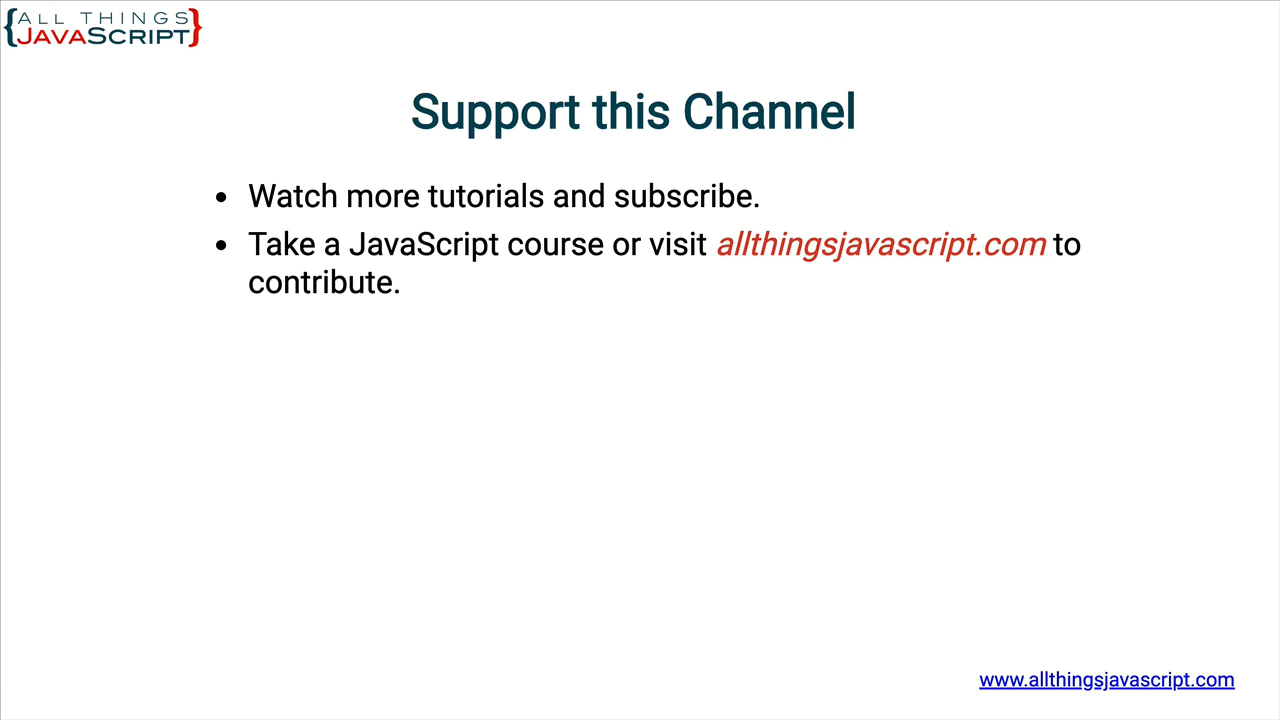 {ALL THINGS
JAVASCRIPT}
Support this Channel
• Watch more tutorials and subscribe.
• Take a JavaScript course or visit allthingsjavascript.com to
contribute.
www.allthingsjavascript.com